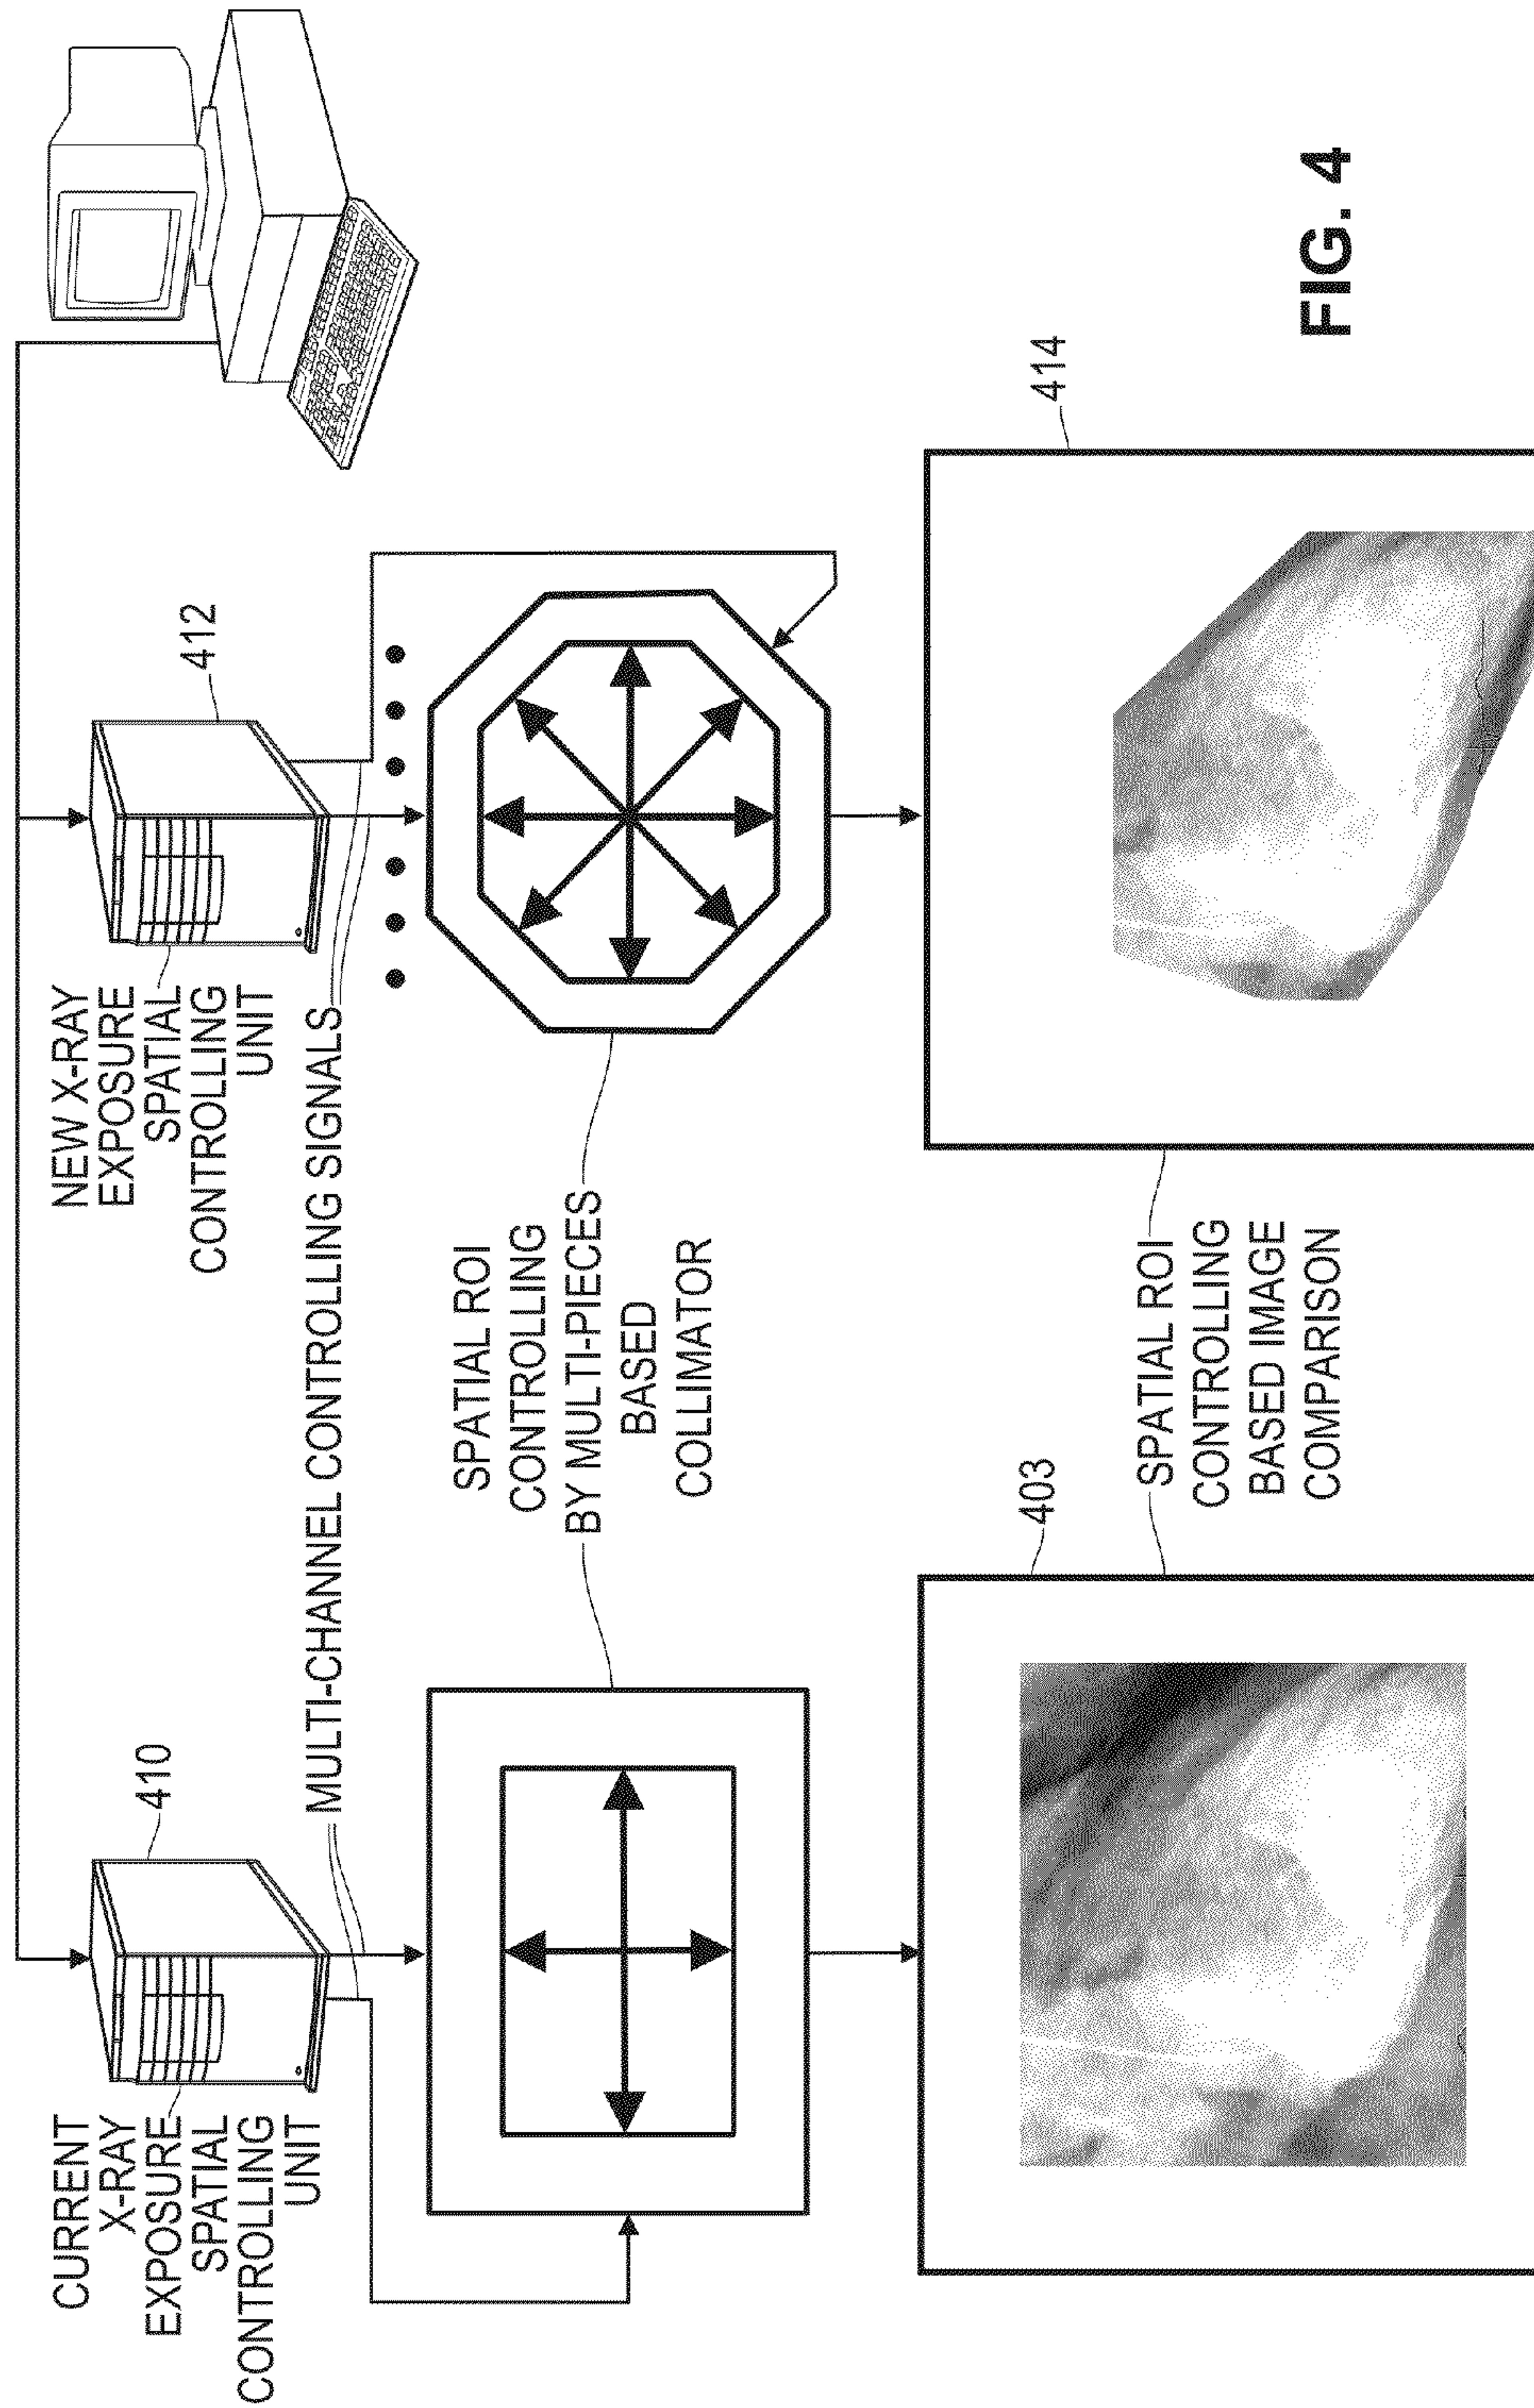 CURRENT
X-RAY
EXPOSURE
SPATIAL
CONTROLLING
UNIT
410
NEW X-RAY
EXPOSURE
SPATIAL
CONTROLLING
UNIT
412
MULTI-CHANNEL CONTROLLING SIGNALS
SPATIAL ROI
CONTROLLING
BY MULTI-PIECES
BASED
COLLIMATOR
403
SPATIAL ROI
CONTROLLING
BASED IMAGE
COMPARISON
414
FIG. 4